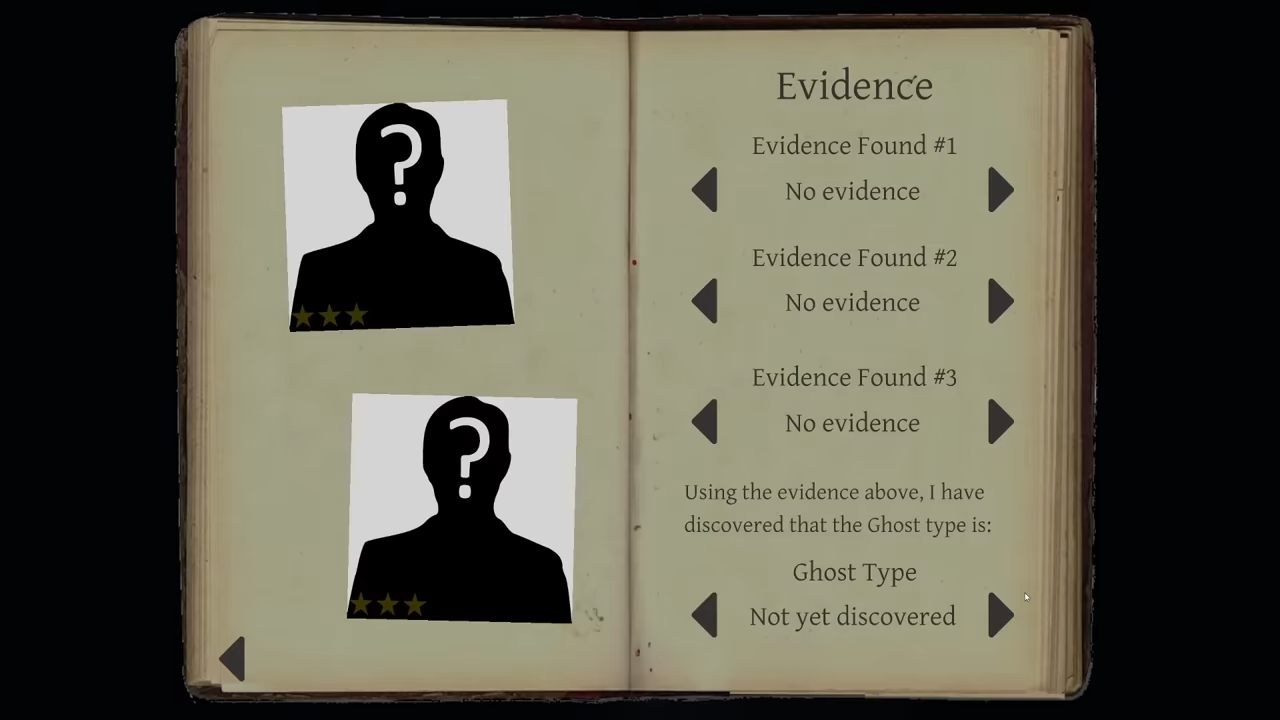 ?
?
Evidence
Evidence Found #1
No evidence
Evidence Found #2
No evidence
Evidence Found #3
No evidence
Using the evidence above, I have
discovered that the Ghost type is:
Ghost Type
Not yet discovered